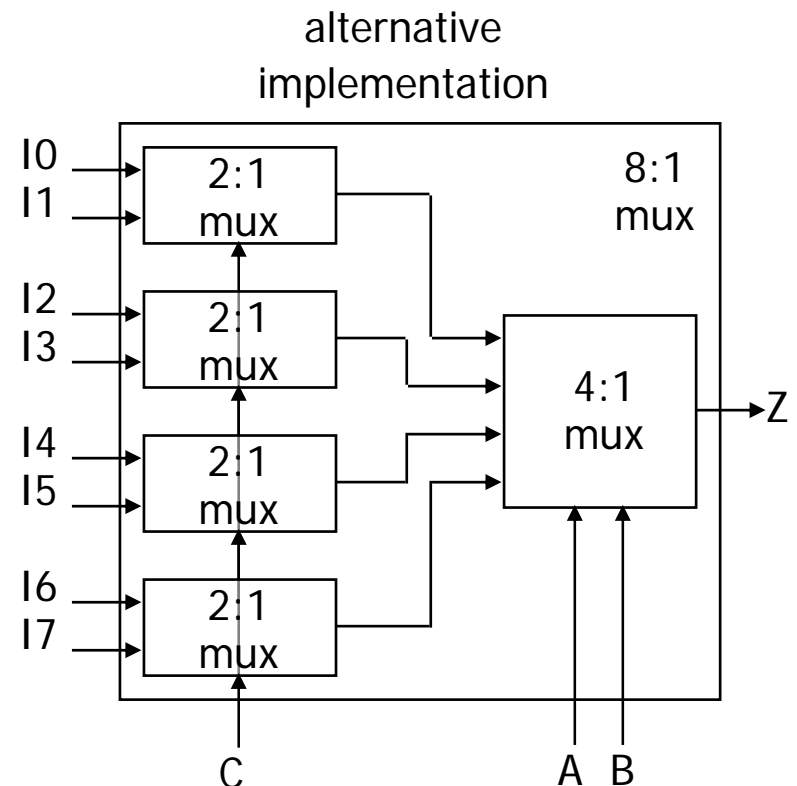 alternative
implementation
I0
I1
2:1
mux
8:1
mux
I2
I3
2:1
mux
4:1
mux
Z
I4
I5
2:1
mux
I6
I7
2:1
mux
C
A B